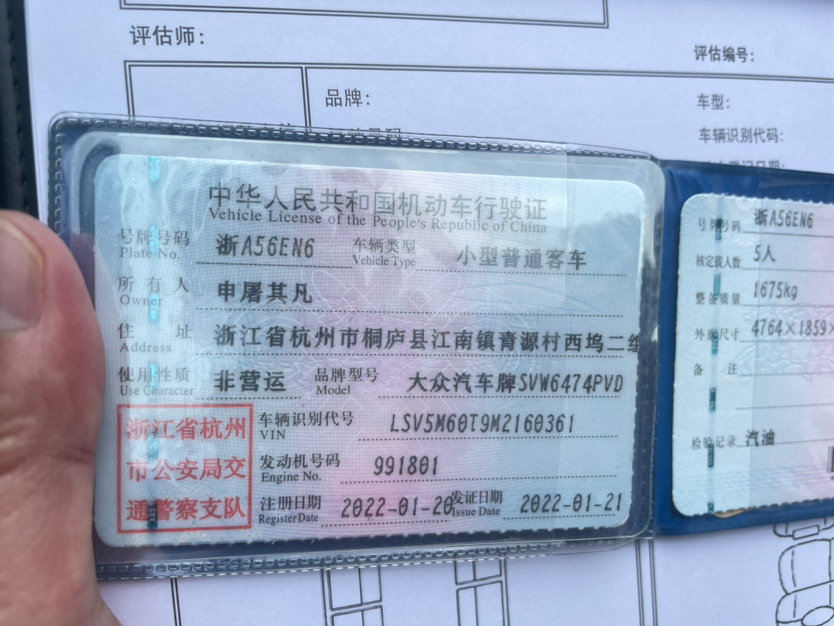 评估师:
评估编号:
品牌:
车型:
车辆识别代码:
中华人民共和国机动车行驶证
Vehicle License of the People's Republic of China
号牌号码 浙A56EN6 车辆类型 小型普通客车
Plate No. Vehicle Type
所有人 申屠其凡
Owner
住址 浙江省杭州市桐庐县江南镇青源村西坞二组
Address
使用性质 非营运 品牌型号 大众汽车牌SVW6474PVD
Use Character Model
浙江省杭州
市公安局交
通警察支队
车辆识别代号 LSV5M60T9M2160361
VIN
发动机号码 991801
Engine No.
注册日期 2022-01-20 发证日期 2022-01-21
Register Date Issue Date
号牌号码 浙A56EN6
核定载人数 5人
整备质量 1675kg
外廓尺寸 4764×1859×
备注
检验记录 汽油